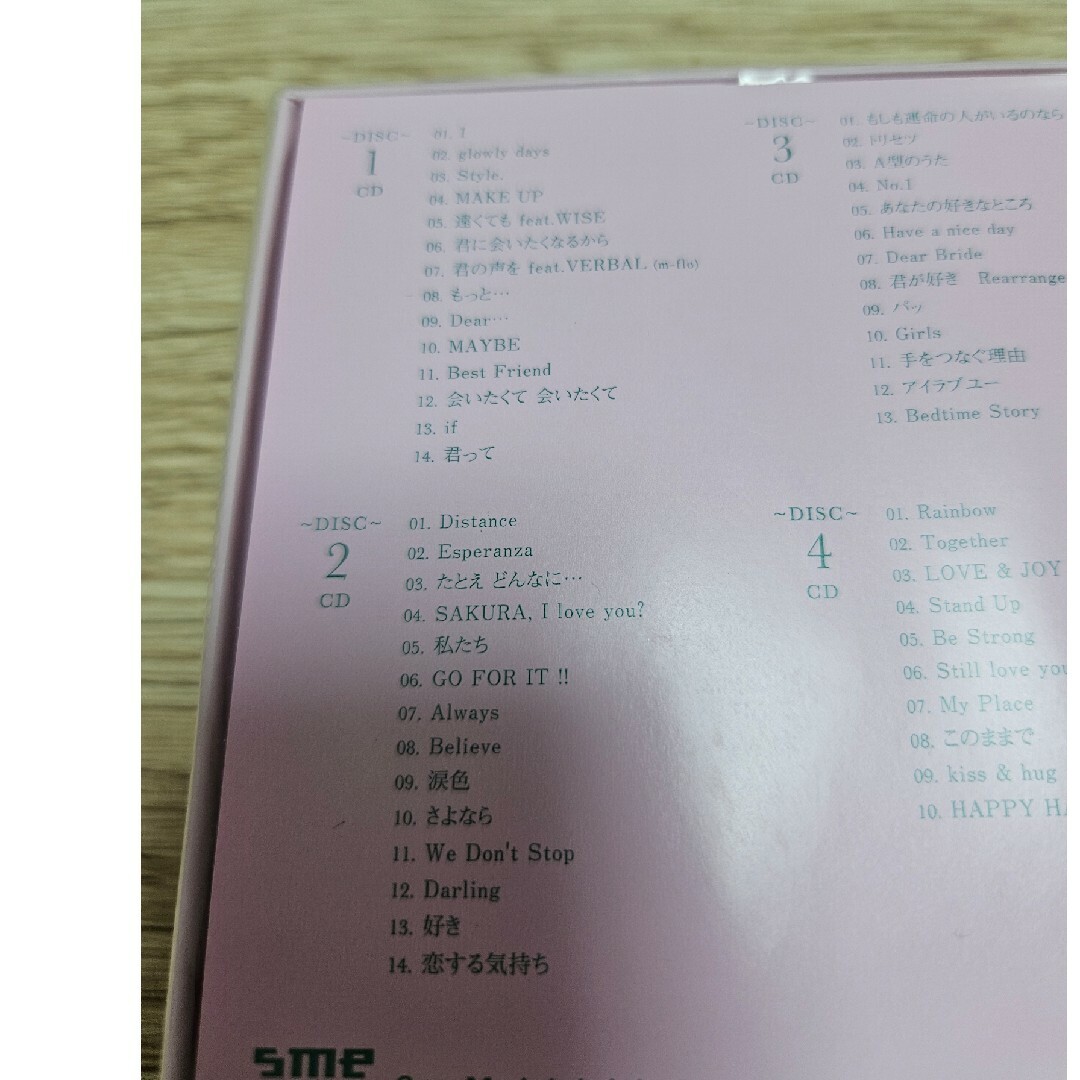 ~DISC~
1
CD
01. I
02. glowly days
03. Style.
04. MAKE UP
05. 遠くても feat.WISE
06. 君に会いたくなるから
07. 君の声を feat.VERBAL (m-flo)
08. もっと…
09. Dear…
10. MAYBE
11. Best Friend
12. 会いたくて 会いたくて
13. if
14. 君って
~DISC~
2
CD
01. Distance
02. Esperanza
03. たとえ どんなに…
04. SAKURA, I love you?
05. 私たち
06. GO FOR IT !!
07. Always
08. Believe
09. 涙色
10. さよなら
11. We Don't Stop
12. Darling
13. 好き
14. 恋する気持ち
~DISC~
3
CD
01. もしも運命の人がいるのなら
02. トリセツ
03. A型のうた
04. No.1
05. あなたの好きなところ
06. Have a nice day
07. Dear Bride
08. 君が好き Rearrange
09. パッ
10. Girls
11. 手をつなぐ理由
12. アイラブユー
13. Bedtime Story
~DISC~
4
CD
01. Rainbow
02. Together
03. LOVE & JOY
04. Stand Up
05. Be Strong
06. Still love you
07. My Place
08. このままで
09. kiss & hug
10. HAPPY
sme